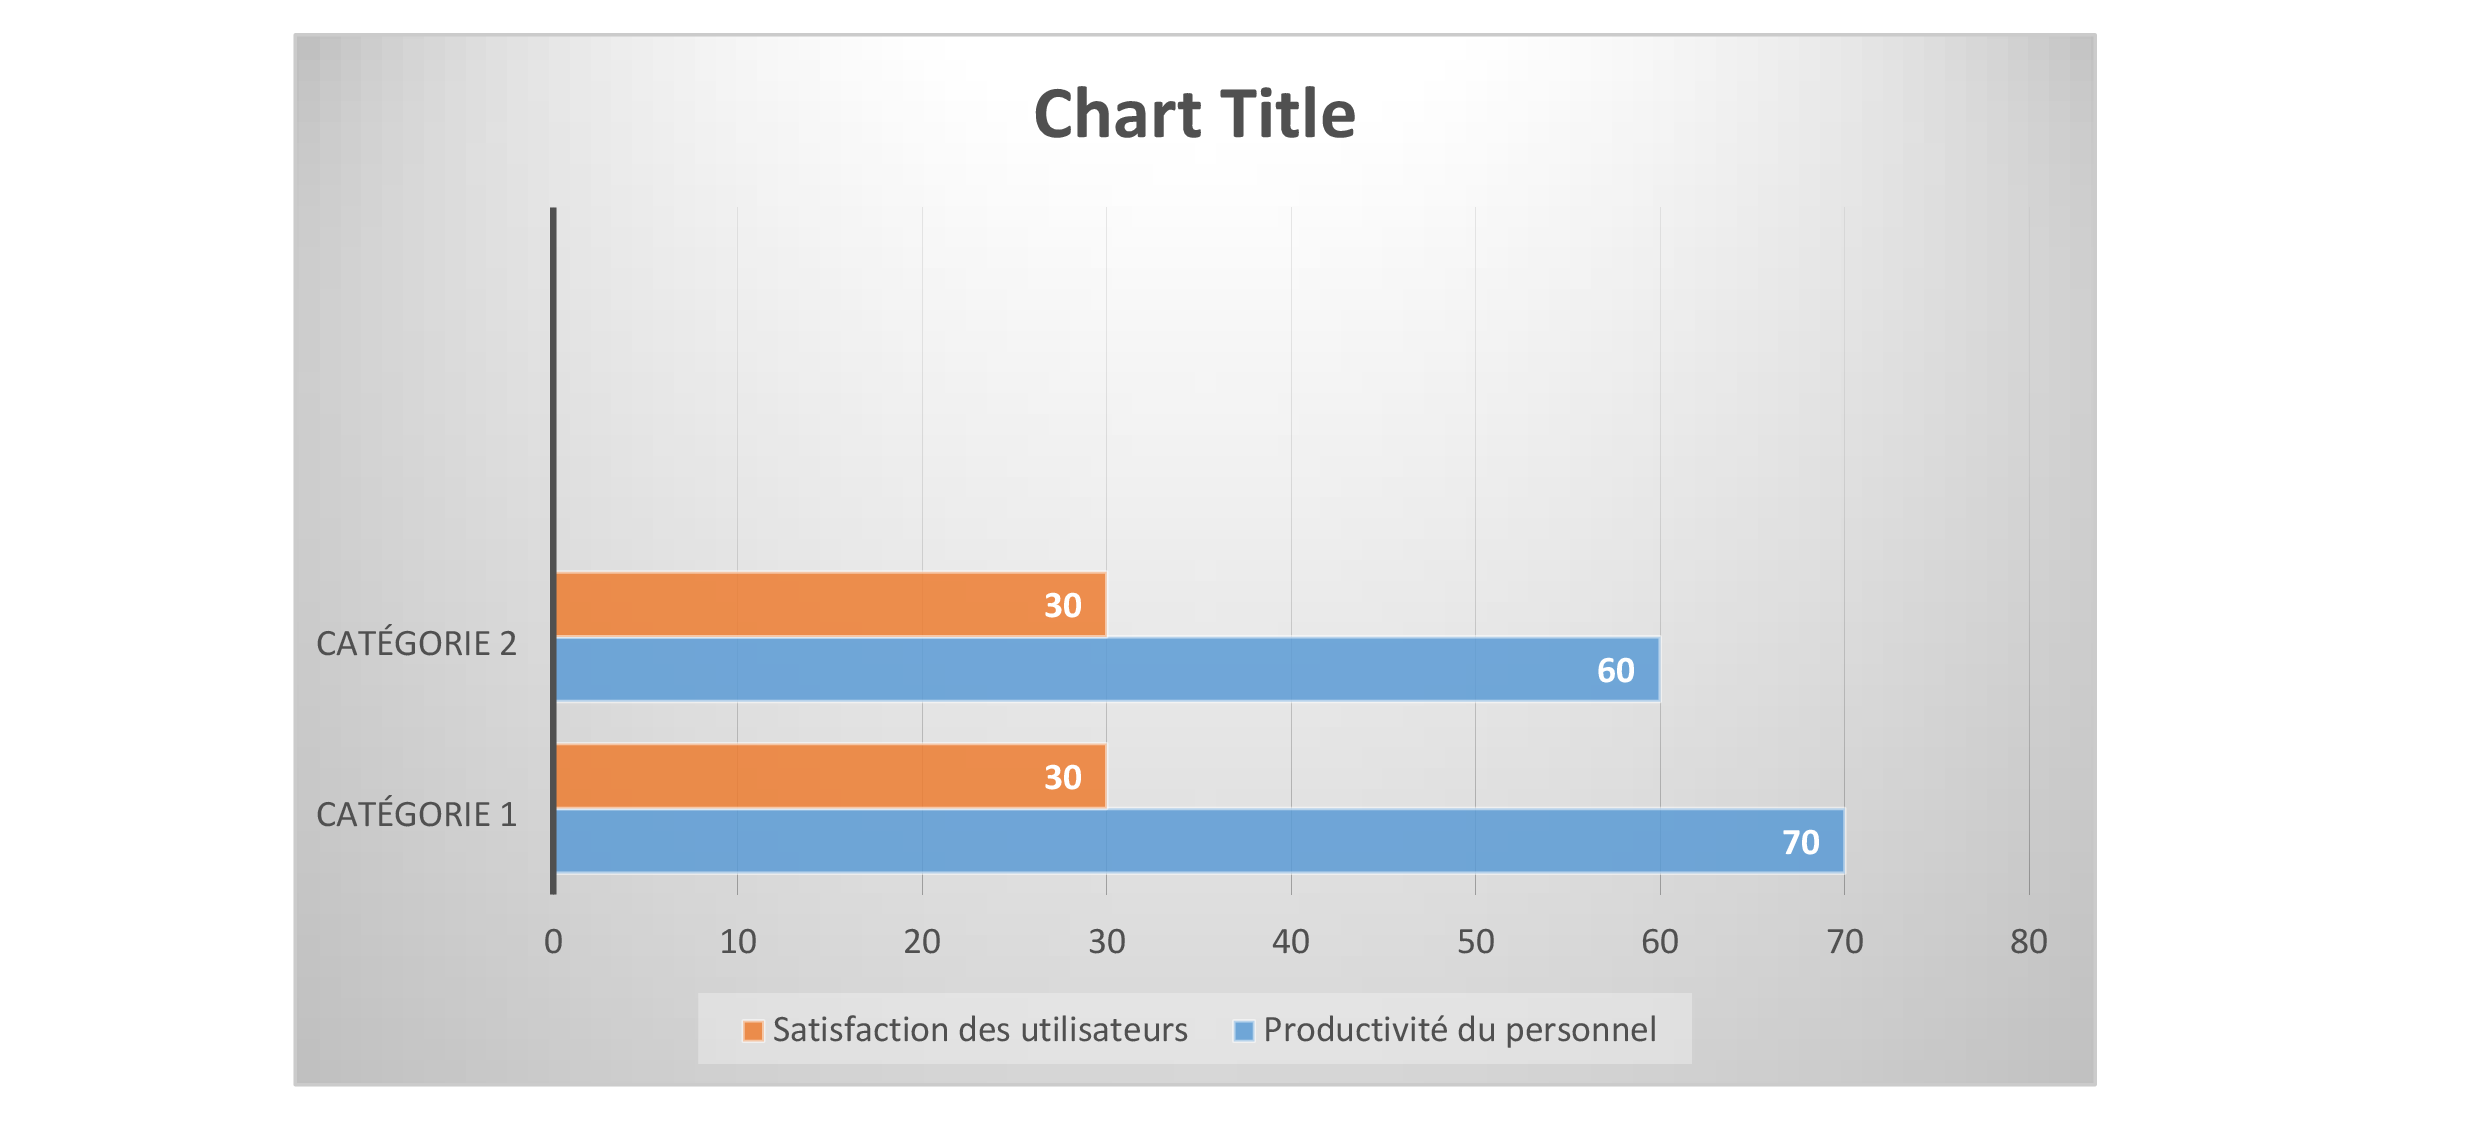 Chart Title
30
CATÉGORIE 2
60
30
CATÉGORIE 1
70
0 10 20 30 40 50 60 70 80
Satisfaction des utilisateurs Productivité du personnel